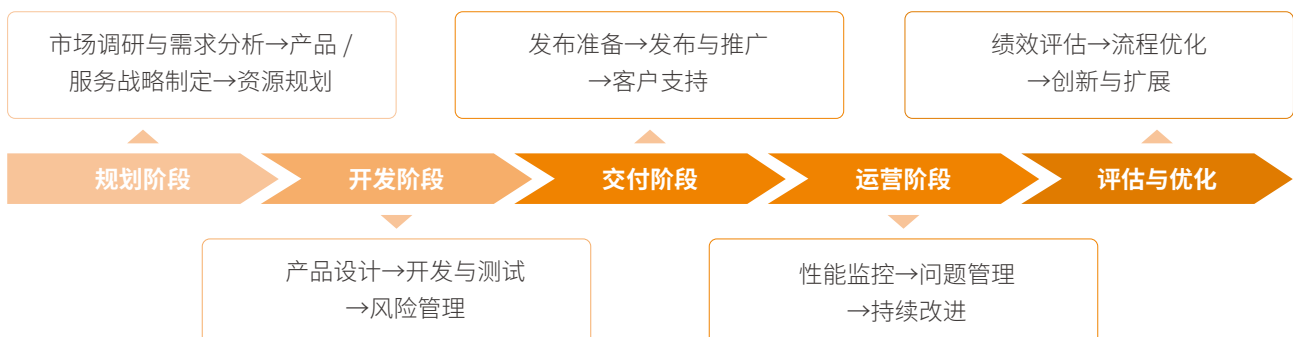 市场调研与需求分析→产品 /
服务战略制定→资源规划
发布准备→发布与推广
→客户支持
绩效评估→流程优化
→创新与扩展
规划阶段
开发阶段
交付阶段
运营阶段
评估与优化
产品设计→开发与测试
→风险管理
性能监控→问题管理
→持续改进